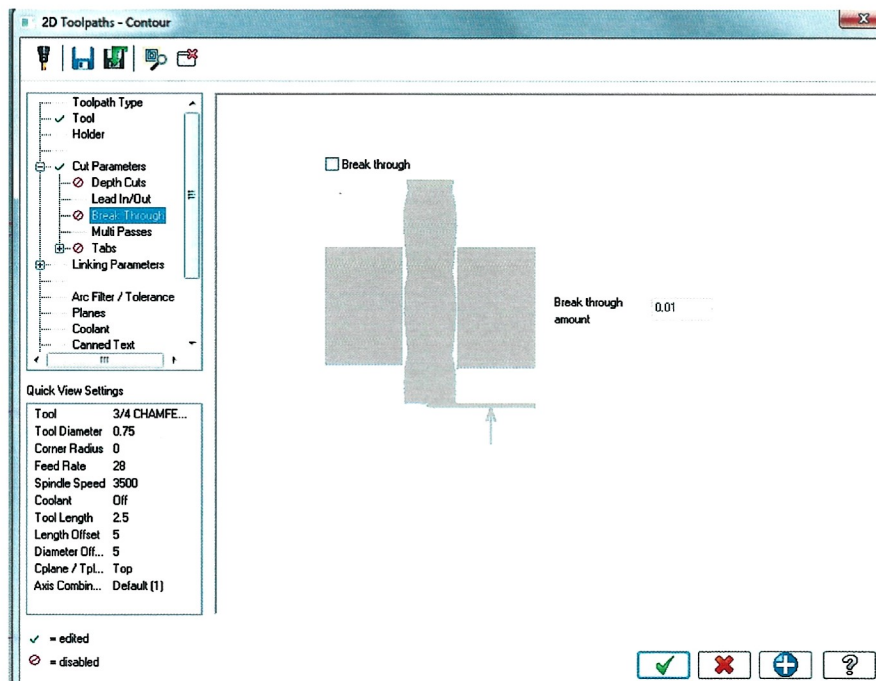 2D Toolpaths - Contour
Toolpath Type
Tool
Holder
Cut Parameters
Depth Cuts
Lead In/Out
Break Through
Multi Passes
Tabs
Linking Parameters
Arc Filter / Tolerance
Planes
Coolant
Canned Text
Quick View Settings
Tool 3/4 CHAMFE...
Tool Diameter 0.75
Corner Radius 0
Feed Rate 28
Spindle Speed 3500
Coolant Off
Tool Length 2.5
Length Offset 5
Diameter Off... 5
Cplane / Tpl... Top
Axis Combin... Default (1)
= edited
= disabled
Break through
Break through
amount
0.01